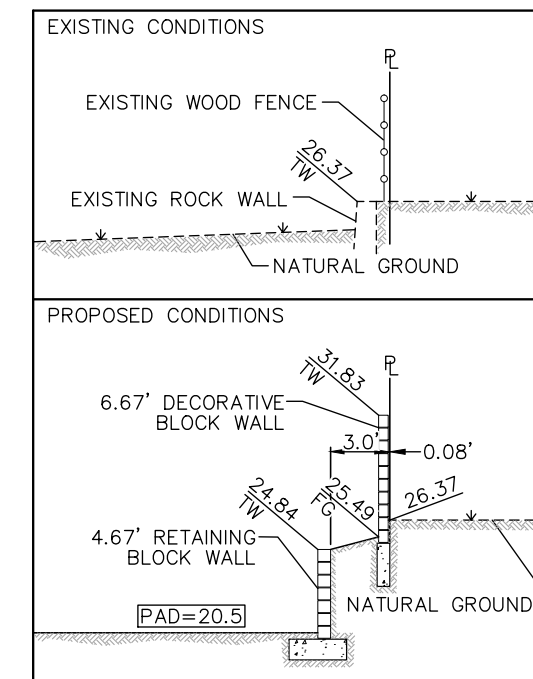 EXISTING CONDITIONS
PL
EXISTING WOOD FENCE
26.37
TW
EXISTING ROCK WALL
NATURAL GROUND
PROPOSED CONDITIONS
PL
31.83
TW
6.67' DECORATIVE
BLOCK WALL
3.0'
0.08'
24.84
TW
25.49
FG
26.37
4.67' RETAINING
BLOCK WALL
NATURAL GROUND
PAD=20.5